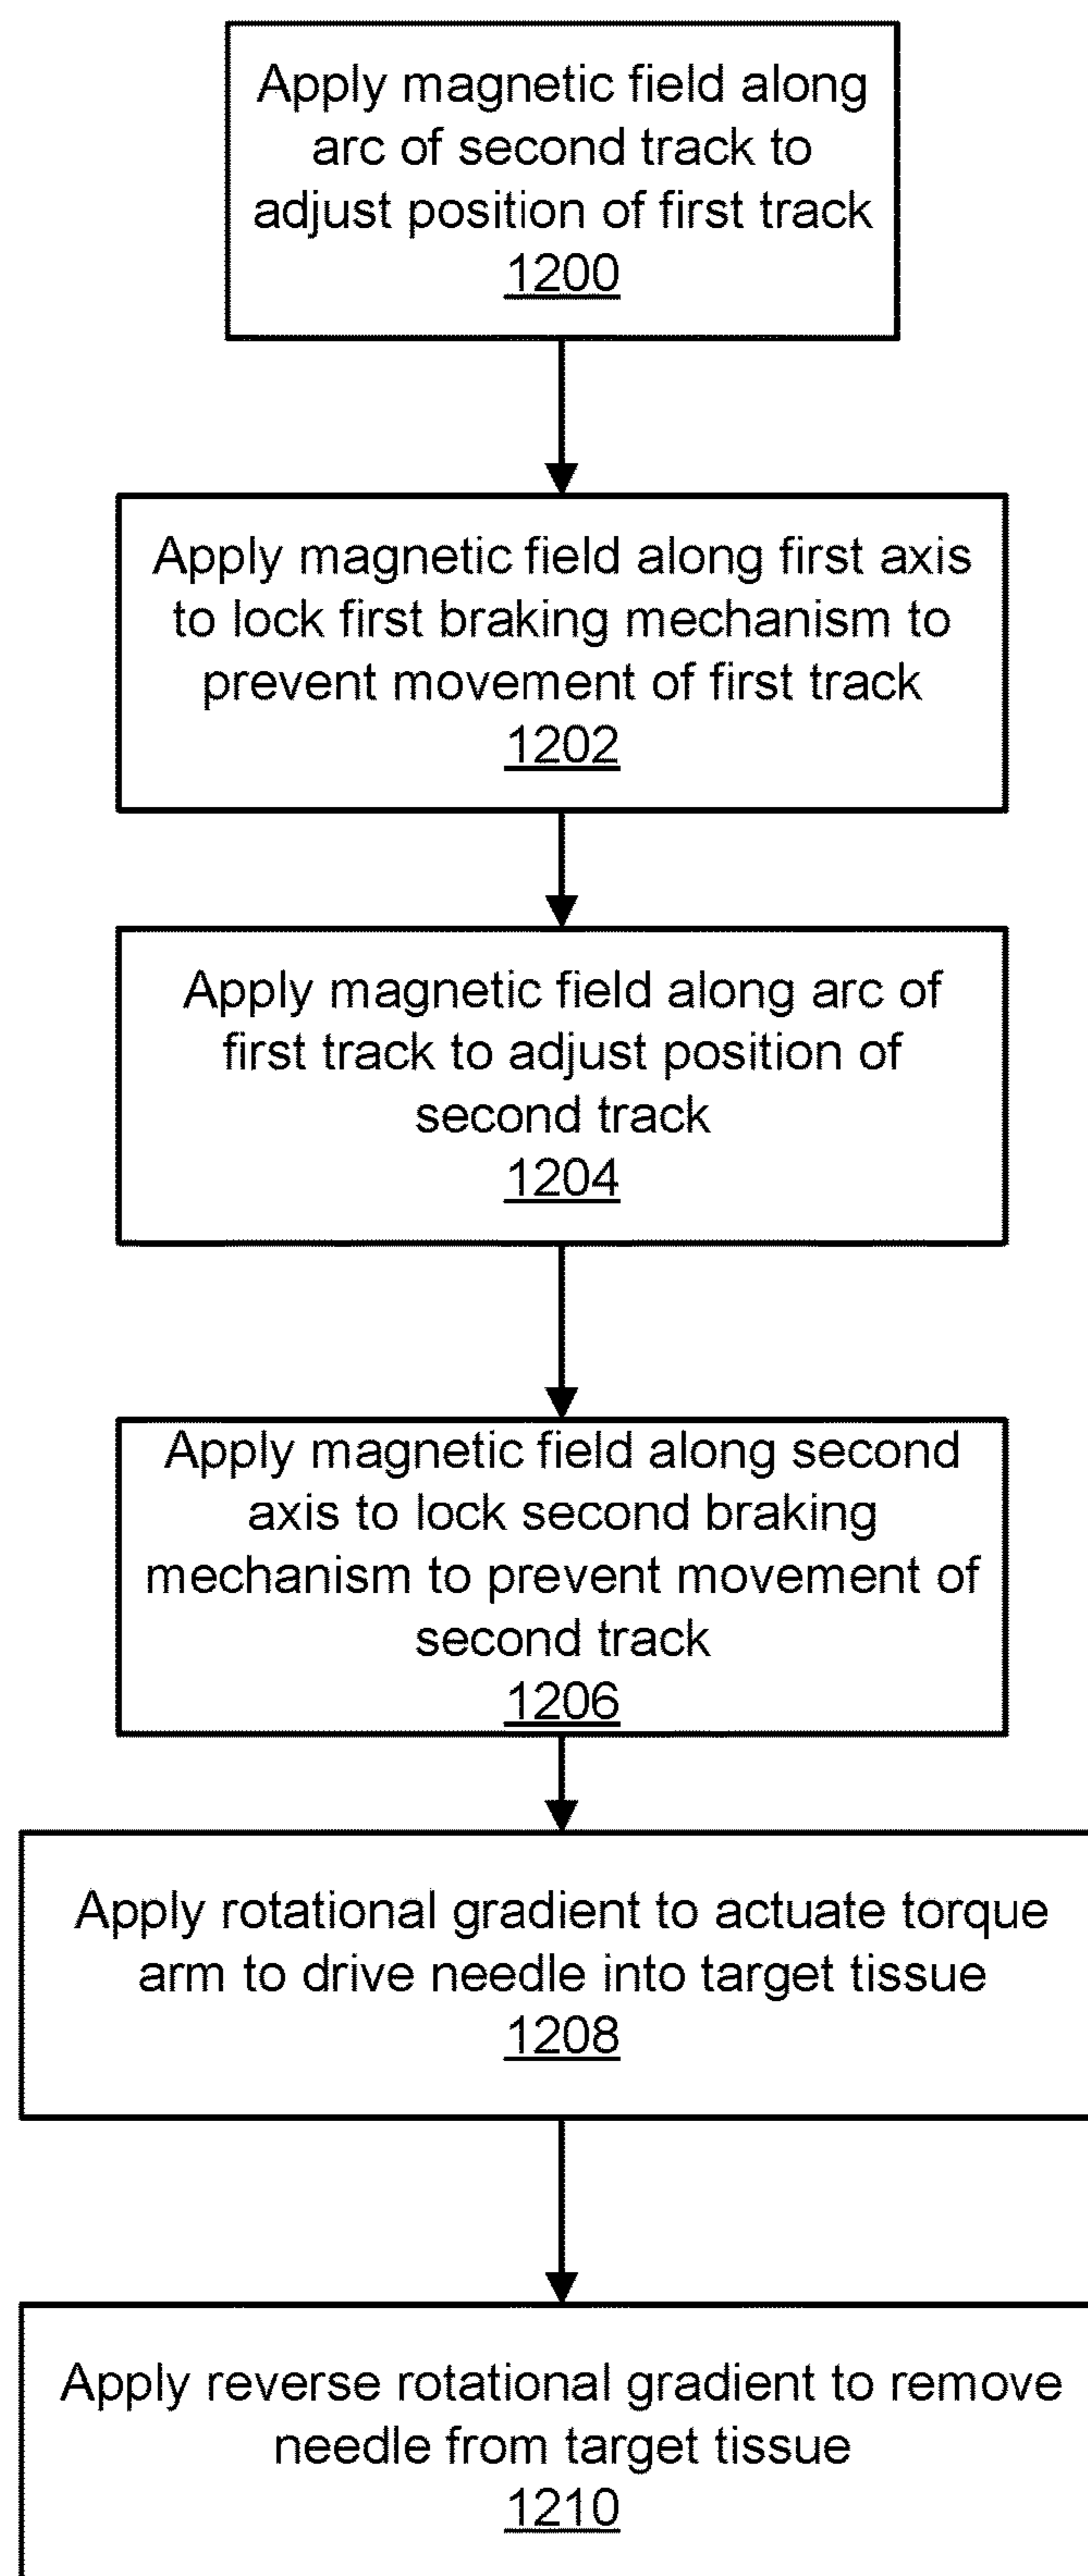 Apply magnetic field along
arc of second track to
adjust position of first track
1200
Apply magnetic field along first axis
to lock first braking mechanism to
prevent movement of first track
1202
Apply magnetic field along arc of
first track to adjust position of
second track
1204
Apply magnetic field along second
axis to lock second braking
mechanism to prevent movement of
second track
1206
Apply rotational gradient to actuate torque
arm to drive needle into target tissue
1208
Apply reverse rotational gradient to remove
needle from target tissue
1210